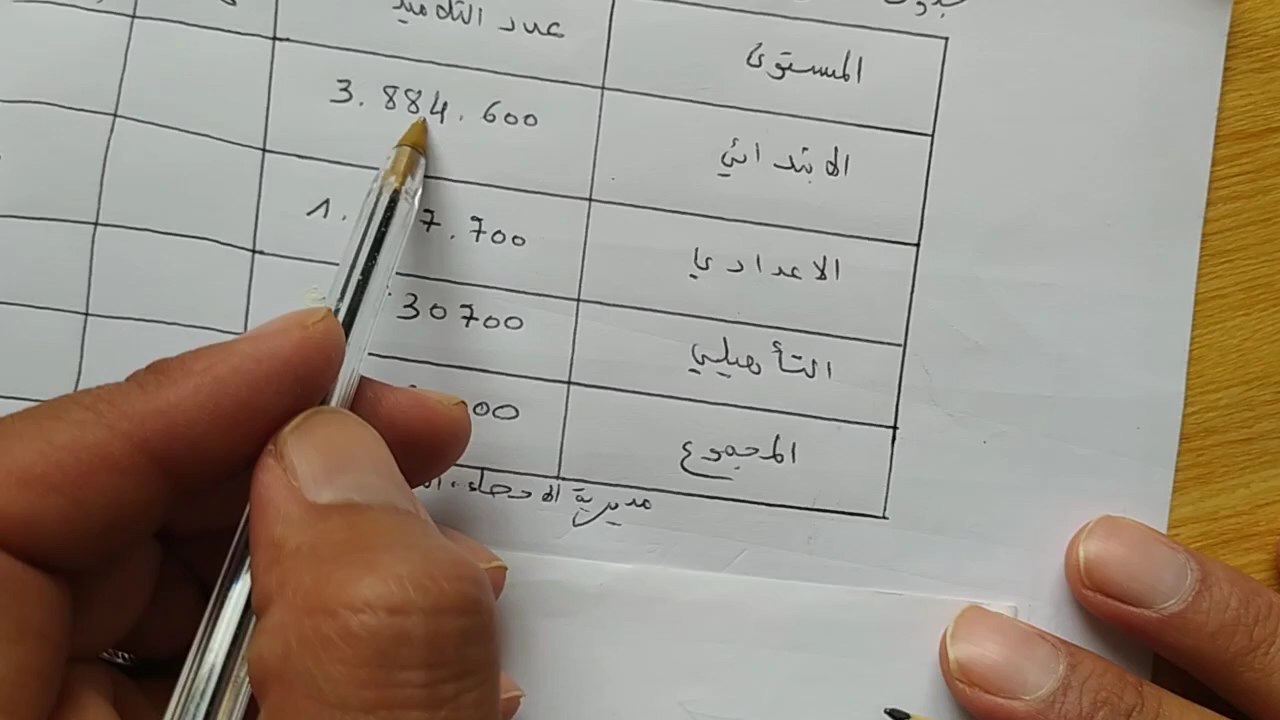 المستوى عدد التلاميذ
الابتدائي 3.884.600
الاعدادي 7.700
التأهيلي 30700
المجموع 00
مديرية الاحصاء